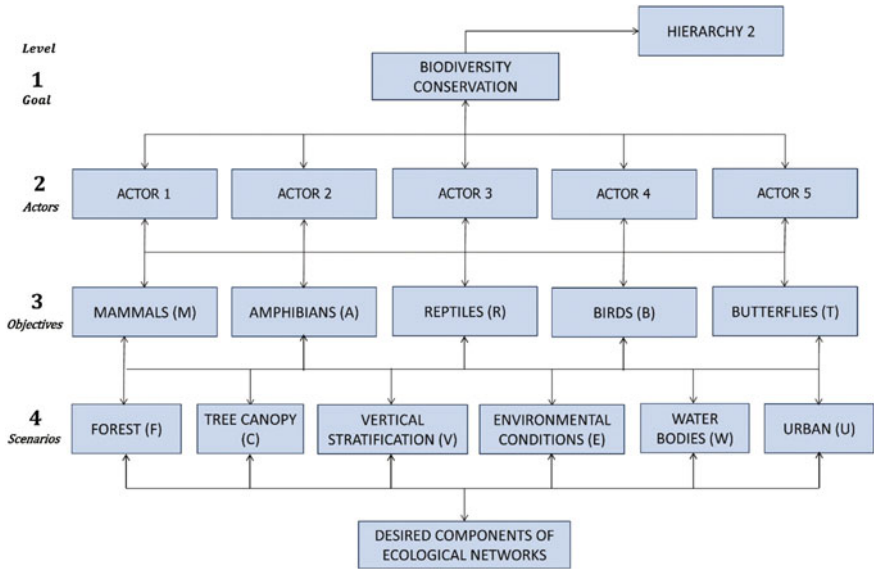 HIERARCHY 2
Level
1
Goal
BIODIVERSITY
CONSERVATION
2
Actors
ACTOR 1
ACTOR 2
ACTOR 3
ACTOR 4
ACTOR 5
3
Objectives
MAMMALS (M)
AMPHIBIANS (A)
REPTILES (R)
BIRDS (B)
BUTTERFLIES (T)
4
Scenarios
FOREST (F)
TREE CANOPY
(C)
VERTICAL
STRATIFICATION (V)
ENVIRONMENTAL
CONDITIONS (E)
WATER
BODIES (W)
URBAN (U)
DESIRED COMPONENTS OF
ECOLOGICAL NETWORKS